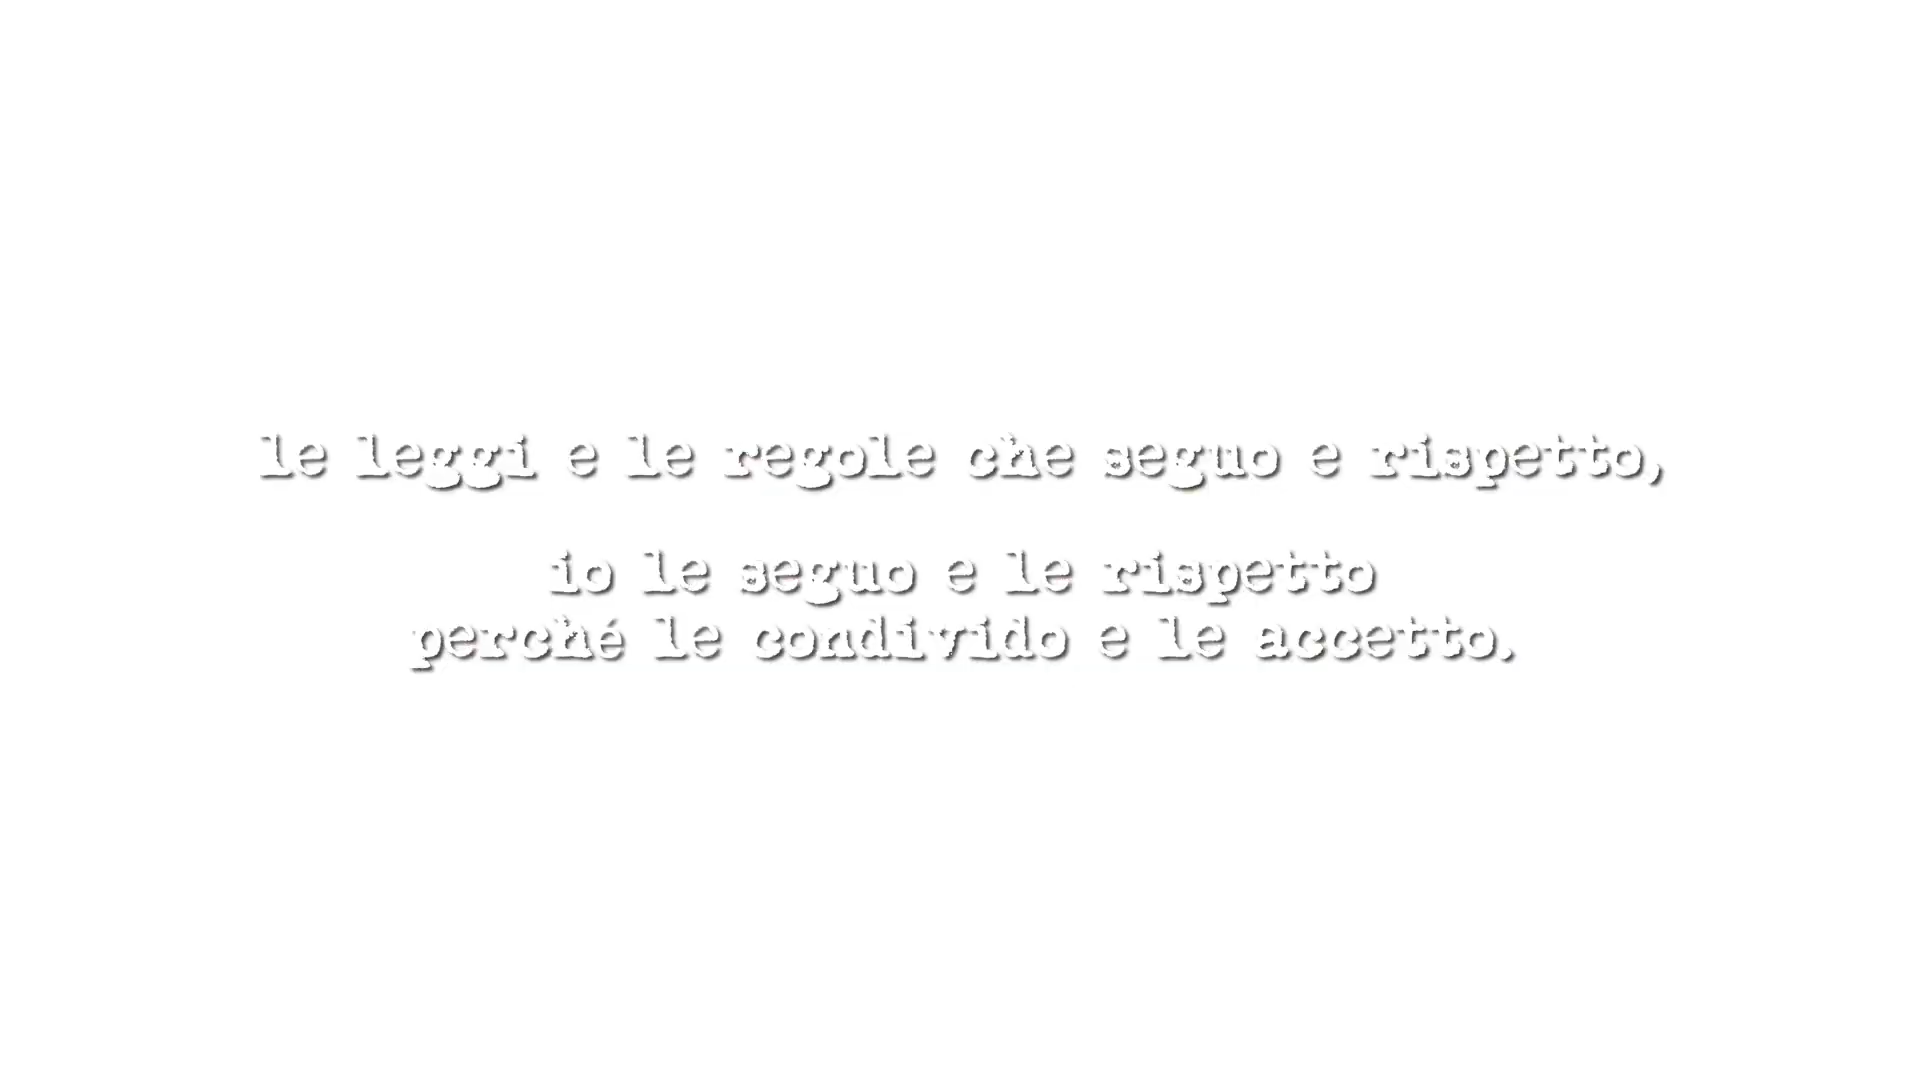 le leggi e le regole che seguo e rispetto,
io le seguo e le rispetto
perché le condivido e le accetto.